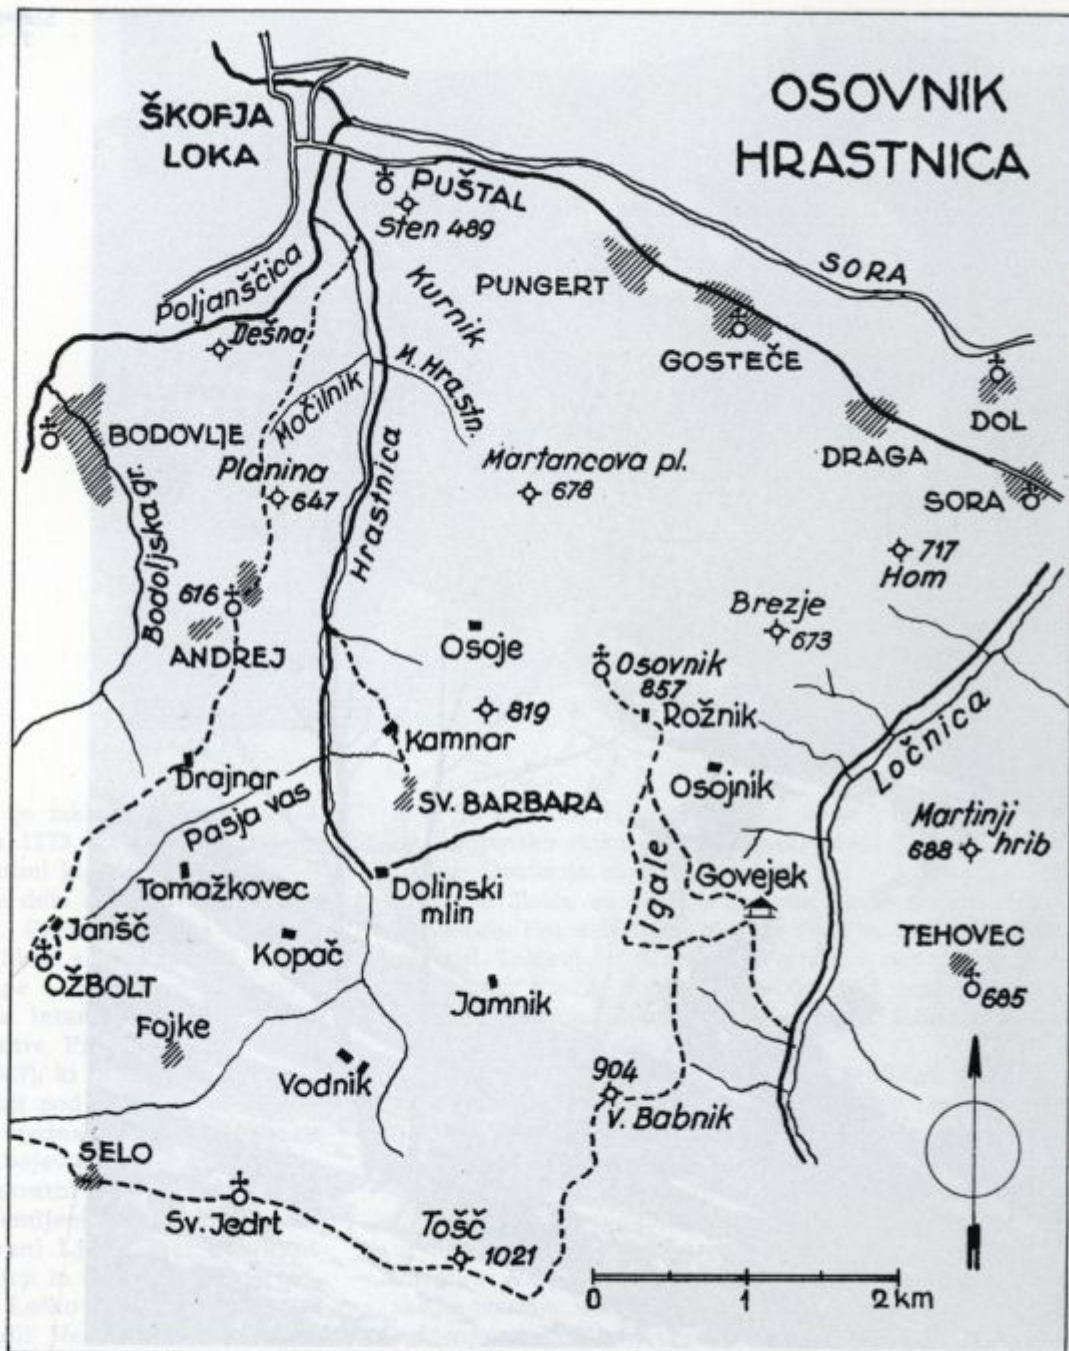 OSOVNIK
HRASTNICA
ŠKOFJA
LOKA
PUŠTAL
Sten 489
SORA
Poljanščica
Kurnik
PUNGERT
Dešna
GOSTEČE
M. Hrastn.
Močilnik
DOL
BODOVLJE
DRAGA
Planina
647
Martancova pl.
678
SORA
Hrastnica
Bodoljska gr.
717
Hom
616
ANDREJ
Brezje
673
Osoje
Osovnik
857
819
Rožnik
Kamnar
Ločnica
Drajnar
Osojnik
SV. BARBARA
Pasja vas
Martinji
688 hrib
Tomažkovec
Dolinski
mlin
Govejek
Igale
Janšč
Kopač
TEHOVEC
OŽBOLT
Jamnik
685
Fojke
Vodnik
904
V. Babnik
SELO
Sv. Jedrt
Tošč
1021
0 1 2 km